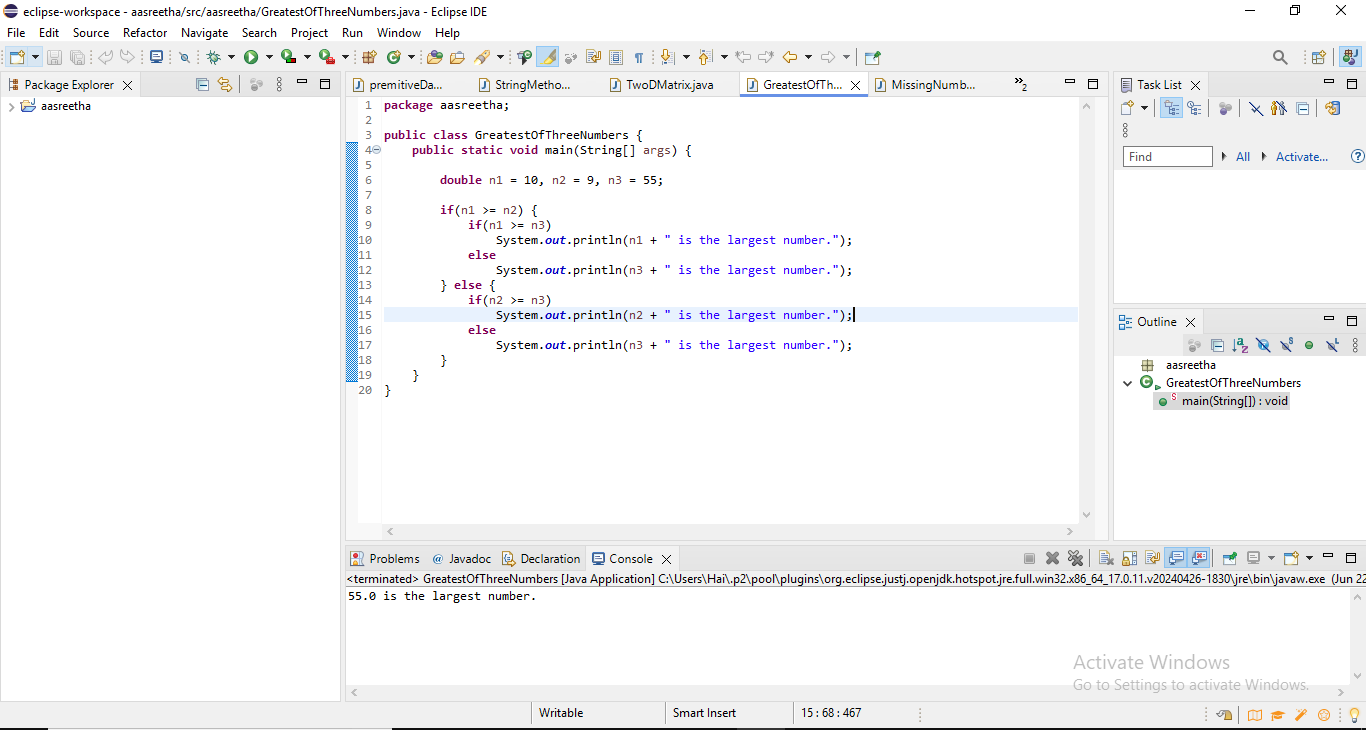 eclipse-workspace - aasreetha/src/aasreetha/GreatestOfThreeNumbers.java - Eclipse IDE
File Edit Source Refactor Navigate Search Project Run Window Help
Package Explorer
aasreetha
premitiveDa... StringMetho... TwoDMatrix.java GreatestOfTh... MissingNumb... »2
1 package aasreetha;
2
3 public class GreatestOfThreeNumbers {
4 public static void main(String[] args) {
5
6 double n1 = 10, n2 = 9, n3 = 55;
7
8 if(n1 >= n2) {
9 if(n1 >= n3)
10 System.out.println(n1 + " is the largest number.");
11 else
12 System.out.println(n3 + " is the largest number.");
13 } else {
14 if(n2 >= n3)
15 System.out.println(n2 + " is the largest number.");
16 else
17 System.out.println(n3 + " is the largest number.");
18 }
19 }
20 }
Task List
Find All Activate...
Outline
aasreetha
GreatestOfThreeNumbers
main(String[]) : void
Problems Javadoc Declaration Console
<terminated> GreatestOfThreeNumbers [Java Application] C:\Users\Hai\.p2\pool\plugins\org.eclipse.justj.openjdk.hotspot.jre.full.win32.x86_64_17.0.11.v20240426-1830\jre\bin\javaw.exe (Jun 22
55.0 is the largest number.
Activate Windows
Go to Settings to activate Windows.
Writable Smart Insert 15 : 68 : 467